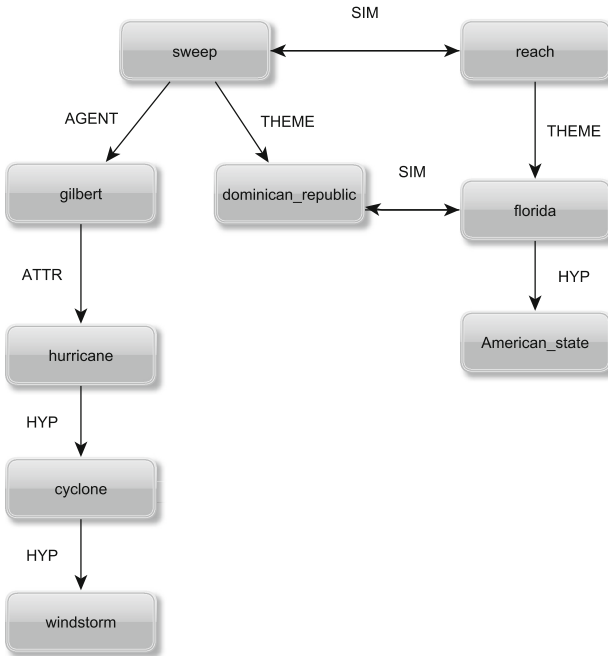 SIM
sweep
reach
AGENT
THEME
THEME
gilbert
dominican_republic
SIM
florida
ATTR
HYP
hurricane
American_state
HYP
cyclone
HYP
windstorm